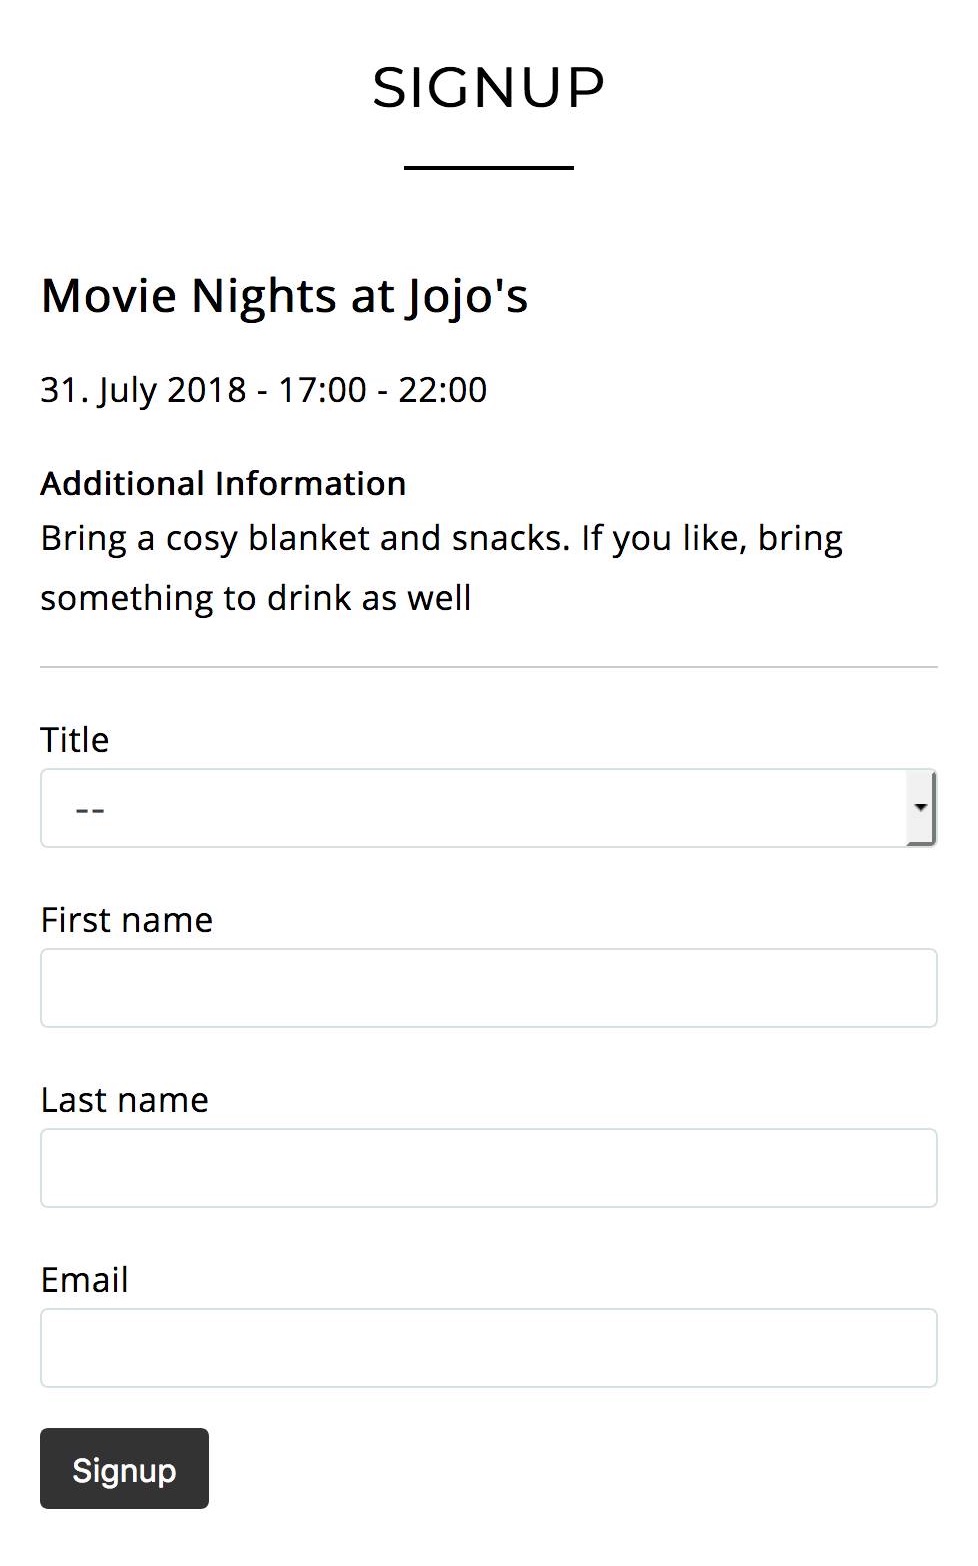 SIGNUP
Movie Nights at Jojo's
31. July 2018 - 17:00 - 22:00
Additional Information
Bring a cosy blanket and snacks. If you like, bring
something to drink as well
Title
--
First name
Last name
Email
Signup